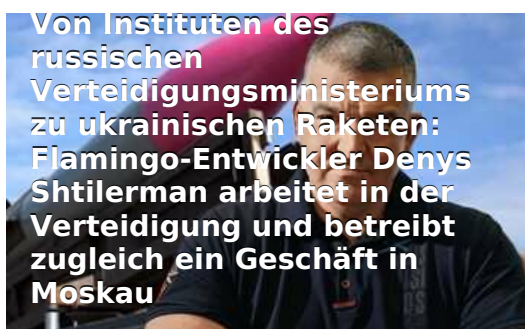 Von Instituten des
russischen
Verteidigungsministeriums
zu ukrainischen Raketen:
Flamingo-Entwickler Denys
Shtilerman arbeitet in der
Verteidigung und betreibt
zugleich ein Geschäft in
Moskau